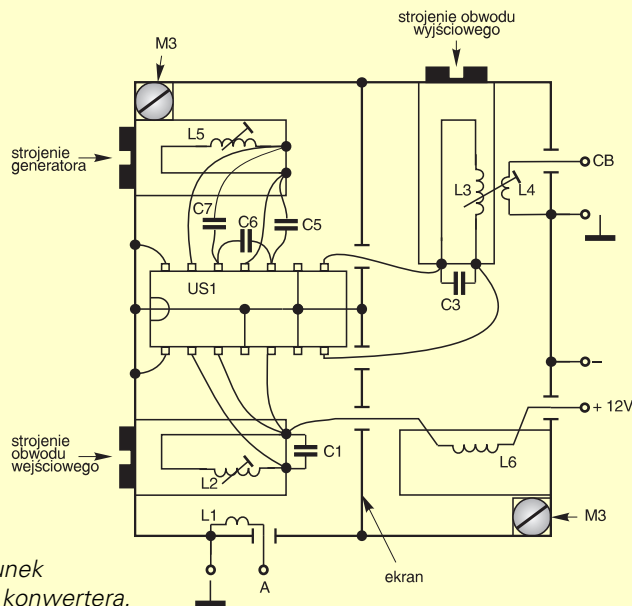 strojenie obwodu
wyjściowego
M3
L5
strojenie
generatora
CB
L3
L4
C7
C6
C5
US1
C3
–
+ 12V
strojenie
obwodu
wejściowego
C1
L2
L6
L1
M3
A
ekran
konwertera.